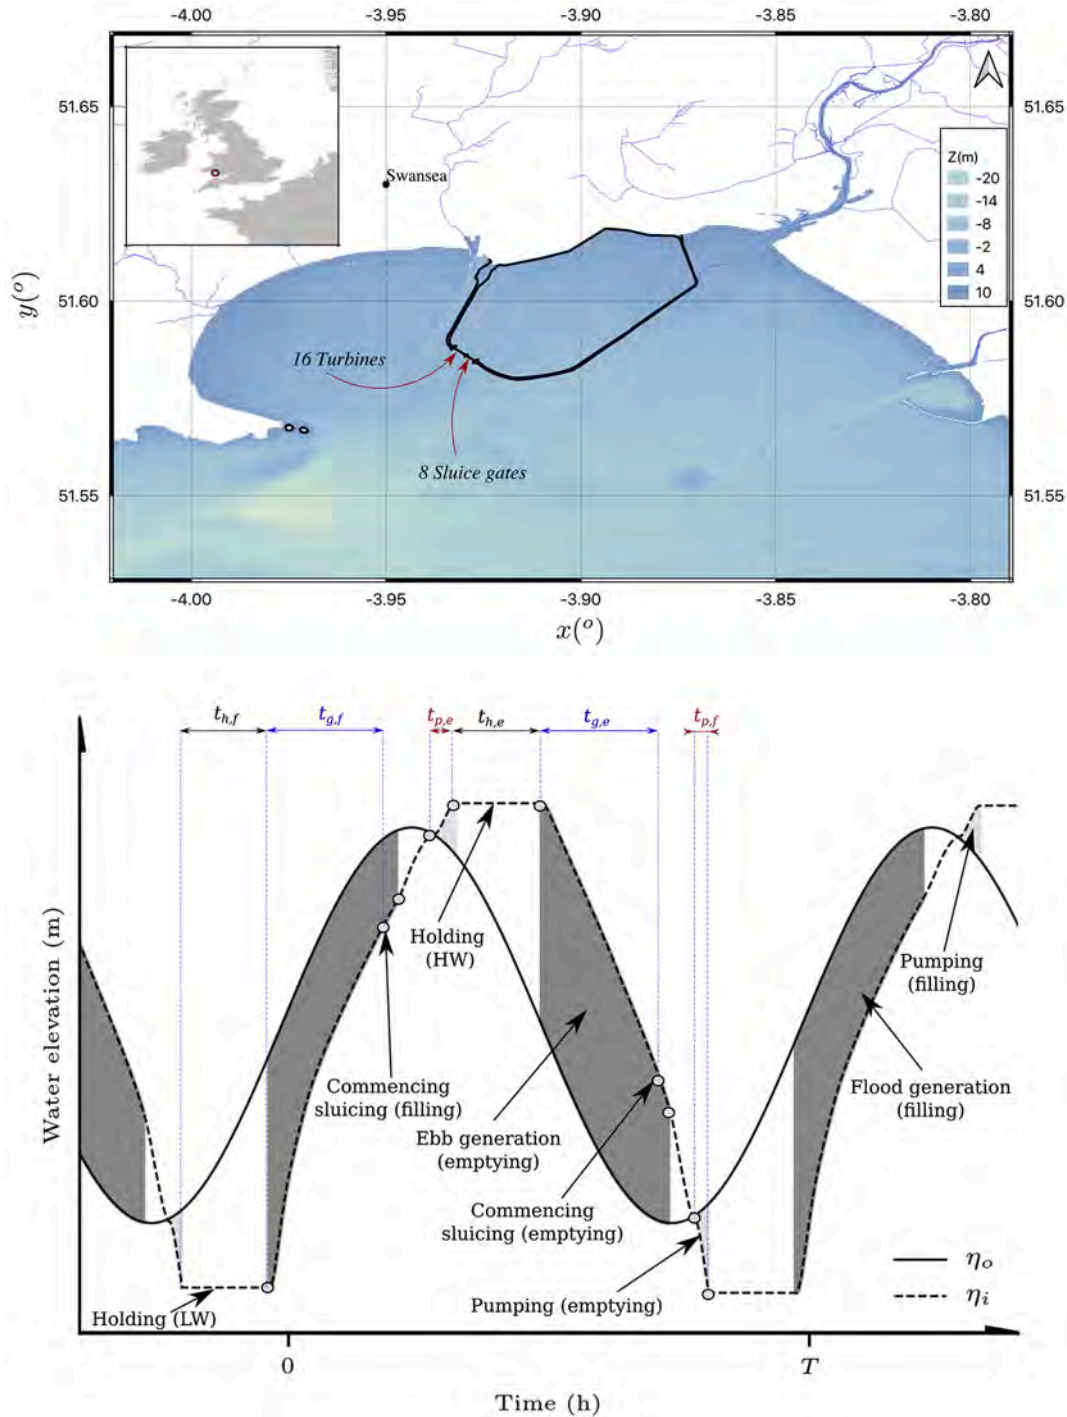 -4.00 -3.95 -3.90 -3.85 -3.80
51.65 51.65
Z(m)
-20
-14
-8
-2
4
10
Swansea
y(°)
51.60 51.60
16 Turbines
8 Sluice gates
51.55 51.55
-4.00 -3.95 -3.90 -3.85 -3.80
x(°)
t_h,f t_g,f t_p,e t_h,e t_g,e t_p,f
Water elevation (m)
Holding
(HW)
Pumping
(filling)
Commencing
sluicing (filling)
Flood generation
(filling)
Ebb generation
(emptying)
Commencing
sluicing (emptying)
Pumping (emptying)
Holding (LW)
η_o
η_i
0 T
Time (h)